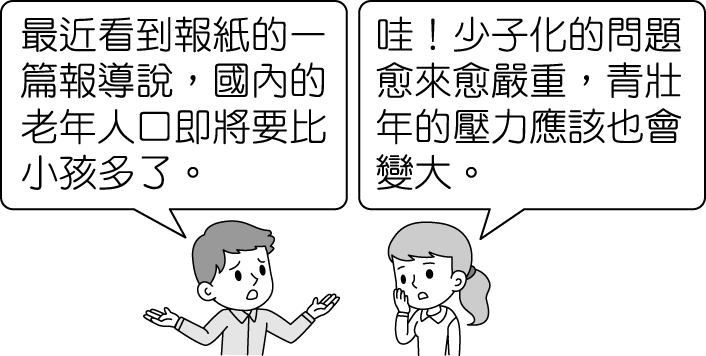 最近看到報紙的一
篇報導說，國內的
老年人口即將要比
小孩多了。
哇！少子化的問題
愈來愈嚴重，青壯
年的壓力應該也會
變大。